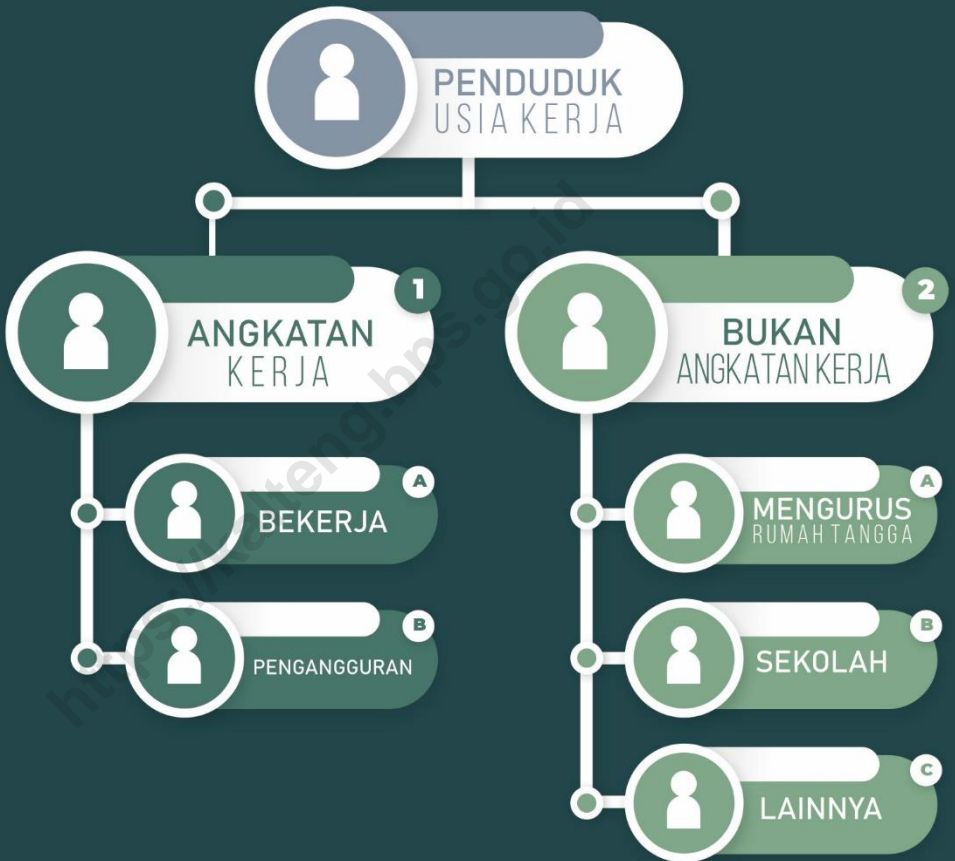 PENDUDUK
USIA KERJA
1
ANGKATAN
KERJA
A
BEKERJA
B
PENGANGGURAN
2
BUKAN
ANGKATAN KERJA
A
MENGURUS
RUMAH TANGGA
B
SEKOLAH
C
LAINNYA
https://kalteng.bps.go.id